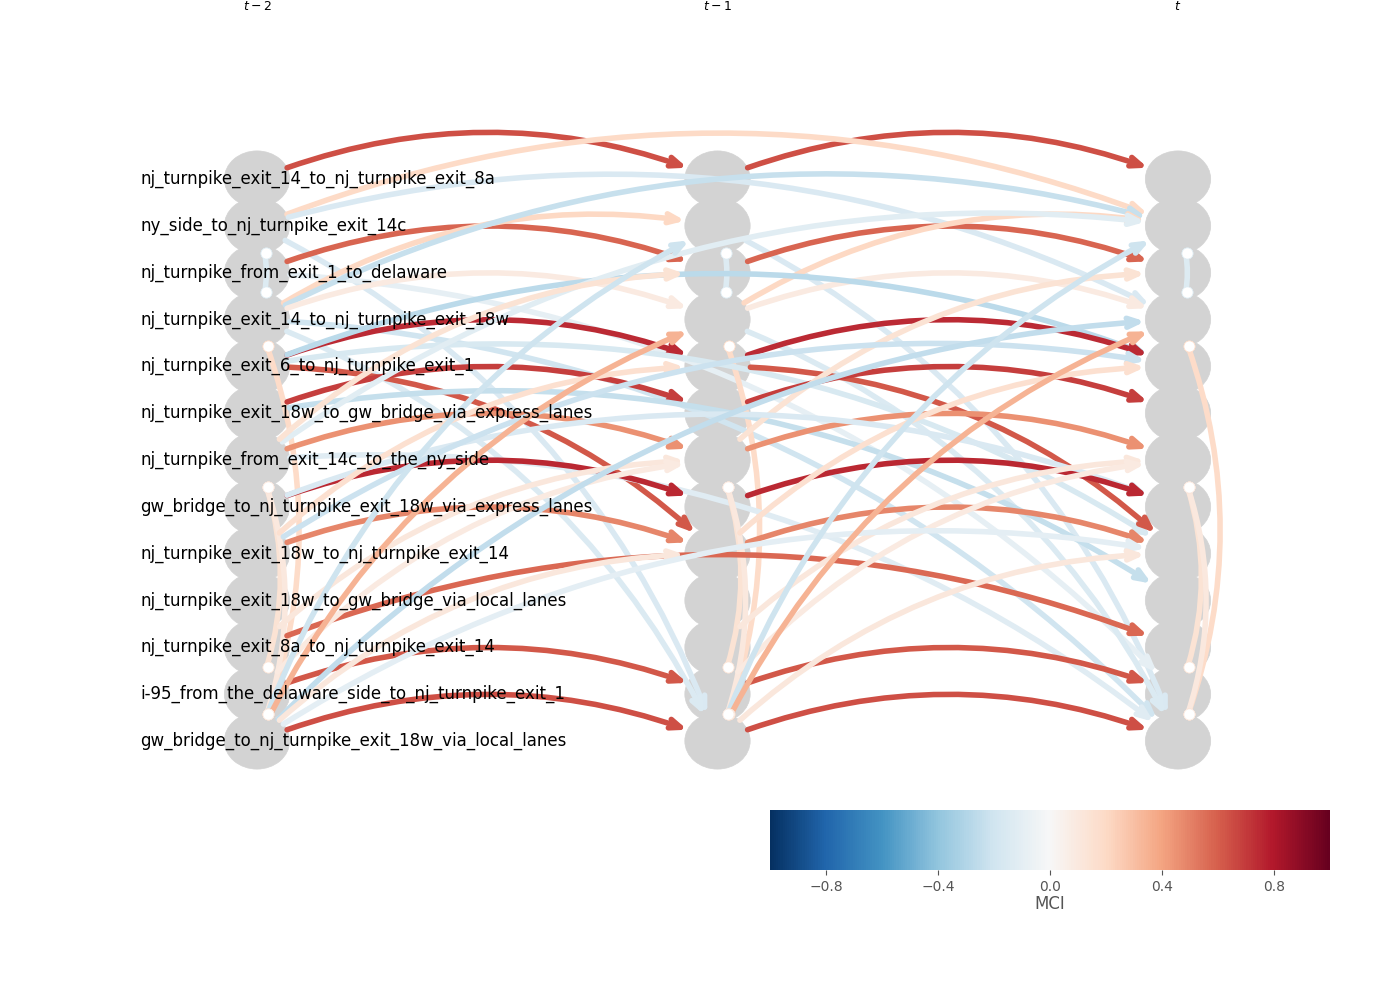 t − 2 t − 1 t
nj_turnpike_exit_14_to_nj_turnpike_exit_8a
ny_side_to_nj_turnpike_exit_14c
nj_turnpike_from_exit_1_to_delaware
nj_turnpike_exit_14_to_nj_turnpike_exit_18w
nj_turnpike_exit_6_to_nj_turnpike_exit_1
nj_turnpike_exit_18w_to_gw_bridge_via_express_lanes
nj_turnpike_from_exit_14c_to_the_ny_side
gw_bridge_to_nj_turnpike_exit_18w_via_express_lanes
nj_turnpike_exit_18w_to_nj_turnpike_exit_14
nj_turnpike_exit_18w_to_gw_bridge_via_local_lanes
nj_turnpike_exit_8a_to_nj_turnpike_exit_14
i-95_from_the_delaware_side_to_nj_turnpike_exit_1
gw_bridge_to_nj_turnpike_exit_18w_via_local_lanes
−0.8 −0.4 0.0 0.4 0.8
MCI